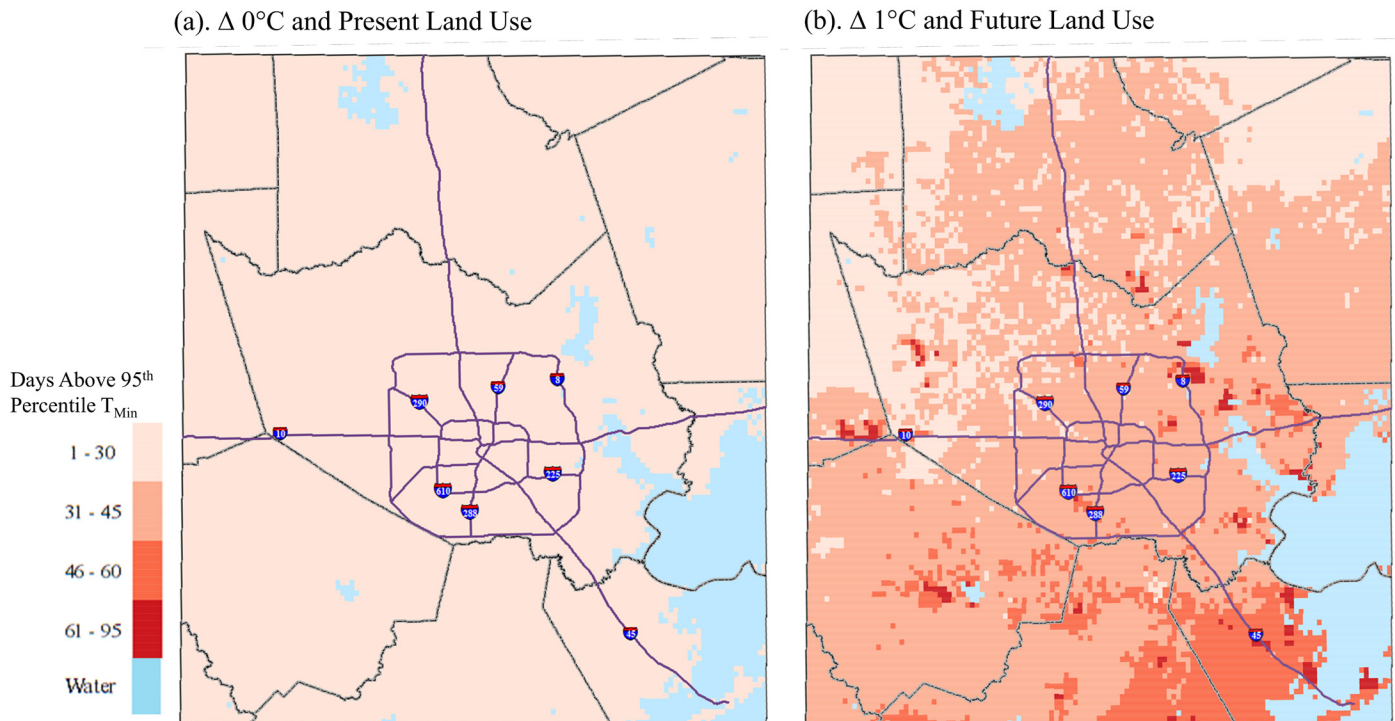 (a). Δ 0°C and Present Land Use
(b). Δ 1°C and Future Land Use
Days Above 95th
Percentile TMin
1 - 30
31 - 45
46 - 60
61 - 95
Water
290
59
8
10
225
610
288
45
290
59
8
10
225
610
288
45